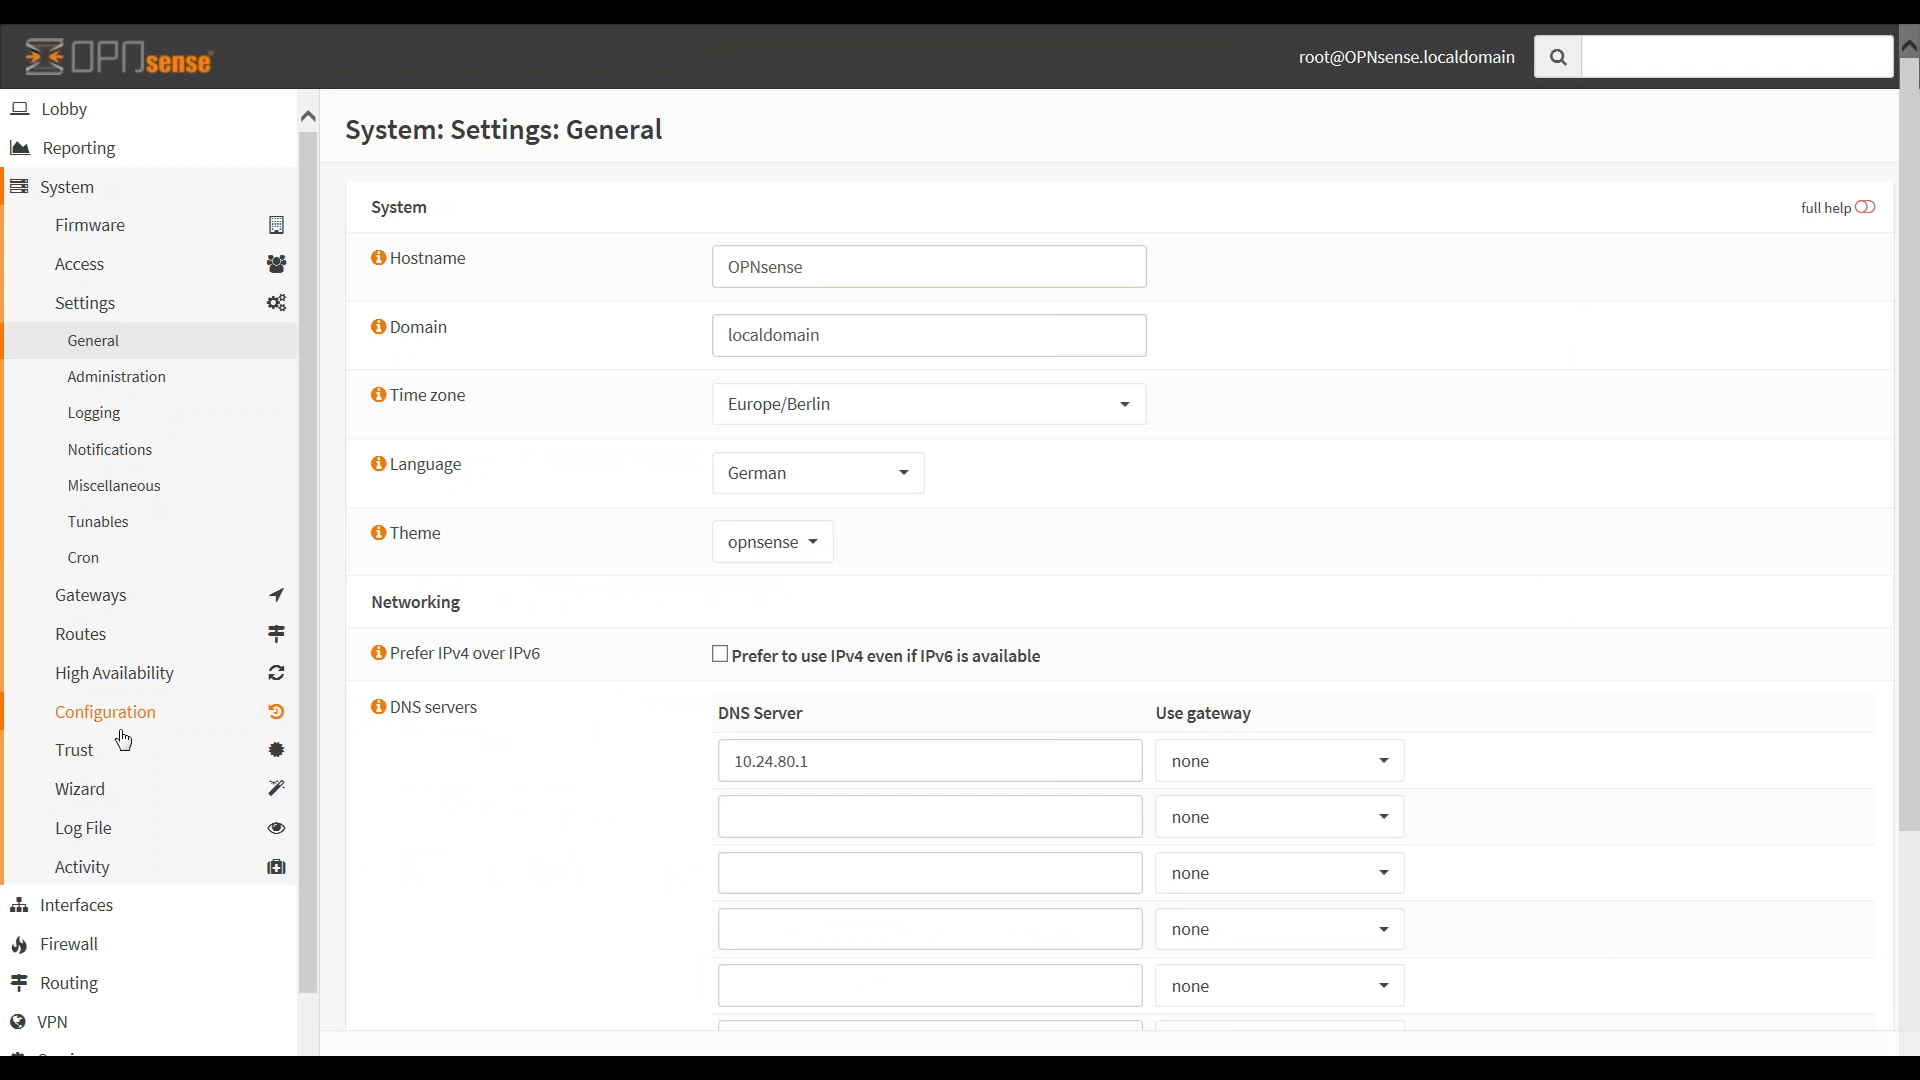 OPNsense
root@OPNsense.localdomain
Lobby
Reporting
System
Firmware
Access
Settings
General
Administration
Logging
Notifications
Miscellaneous
Tunables
Cron
Gateways
Routes
High Availability
Configuration
Trust
Wizard
Log File
Activity
Interfaces
Firewall
Routing
VPN
System: Settings: General
System
full help
Hostname
OPNsense
Domain
localdomain
Time zone
Europe/Berlin
Language
German
Theme
opnsense
Networking
Prefer IPv4 over IPv6
Prefer to use IPv4 even if IPv6 is available
DNS servers
DNS Server Use gateway
10.24.80.1 none
none
none
none
none